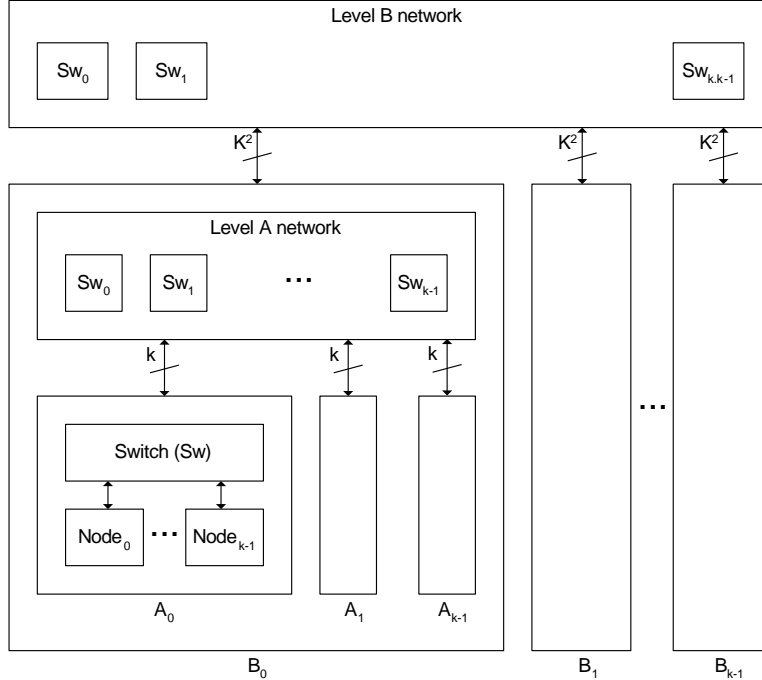 Level B network
Sw0 Sw1 Swk.k-1
K² K² K²
Level A network
Sw0 Sw1 ... Swk-1
k k k
Switch (Sw)
...
Node0 ... Nodek-1
A0 A1 Ak-1
B0 B1 Bk-1